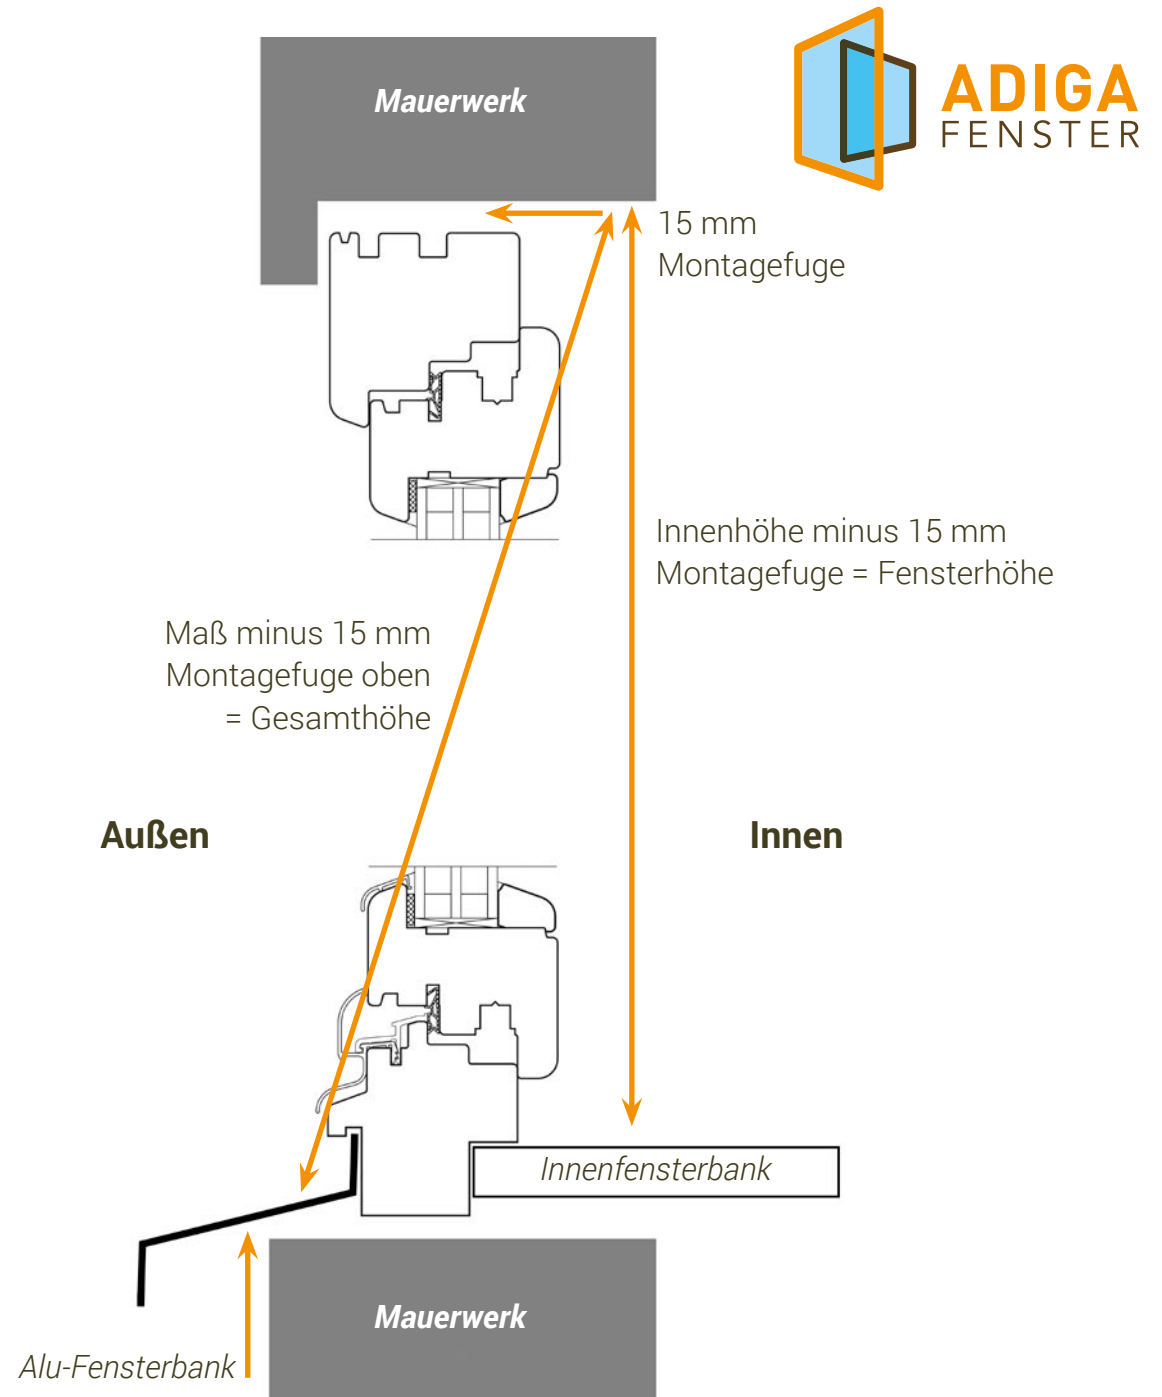 Mauerwerk
ADIGA
FENSTER
15 mm
Montagefuge
Innenhöhe minus 15 mm
Montagefuge = Fensterhöhe
Maß minus 15 mm
Montagefuge oben
= Gesamthöhe
Außen
Innen
Innenfensterbank
Mauerwerk
Alu-Fensterbank